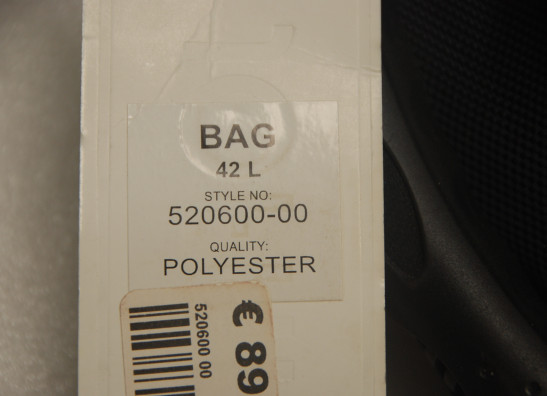 BAG
42 L
STYLE NO:
520600-00
QUALITY:
POLYESTER
520600 00
€ 89